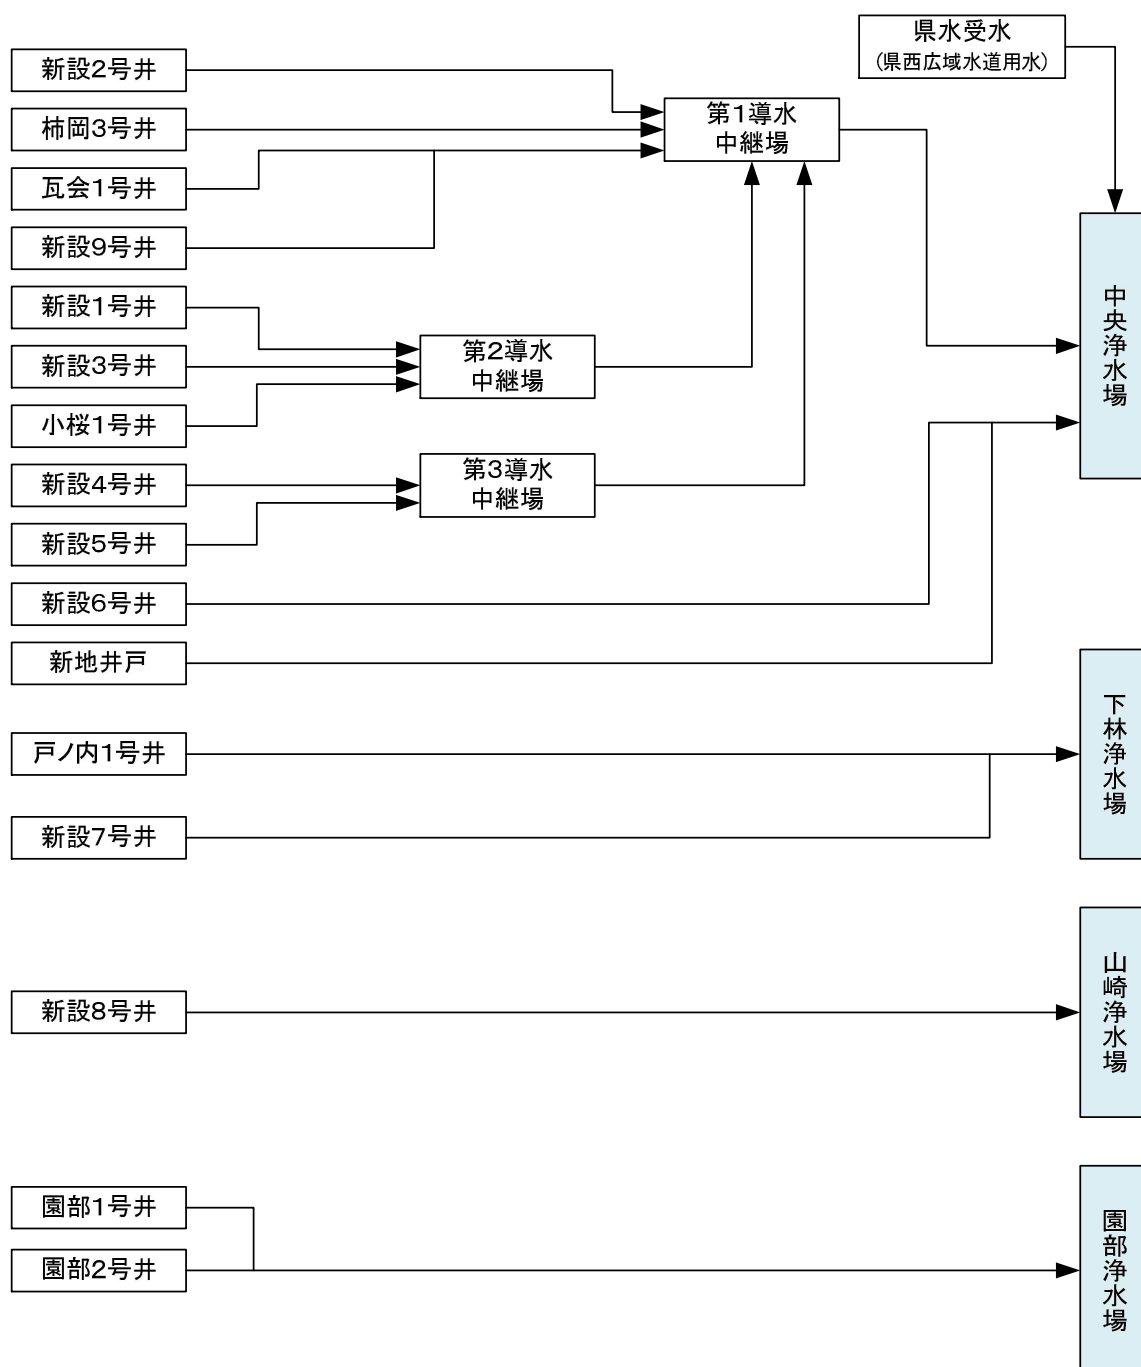 県水受水
（県西広域水道用水）
新設2号井
柿岡3号井
瓦会1号井
新設9号井
新設1号井
新設3号井
小桜1号井
新設4号井
新設5号井
新設6号井
新地井戸
戸ノ内1号井
新設7号井
新設8号井
園部1号井
園部2号井
第1導水
中継場
第2導水
中継場
第3導水
中継場
中央浄水場
下林浄水場
山崎浄水場
園部浄水場